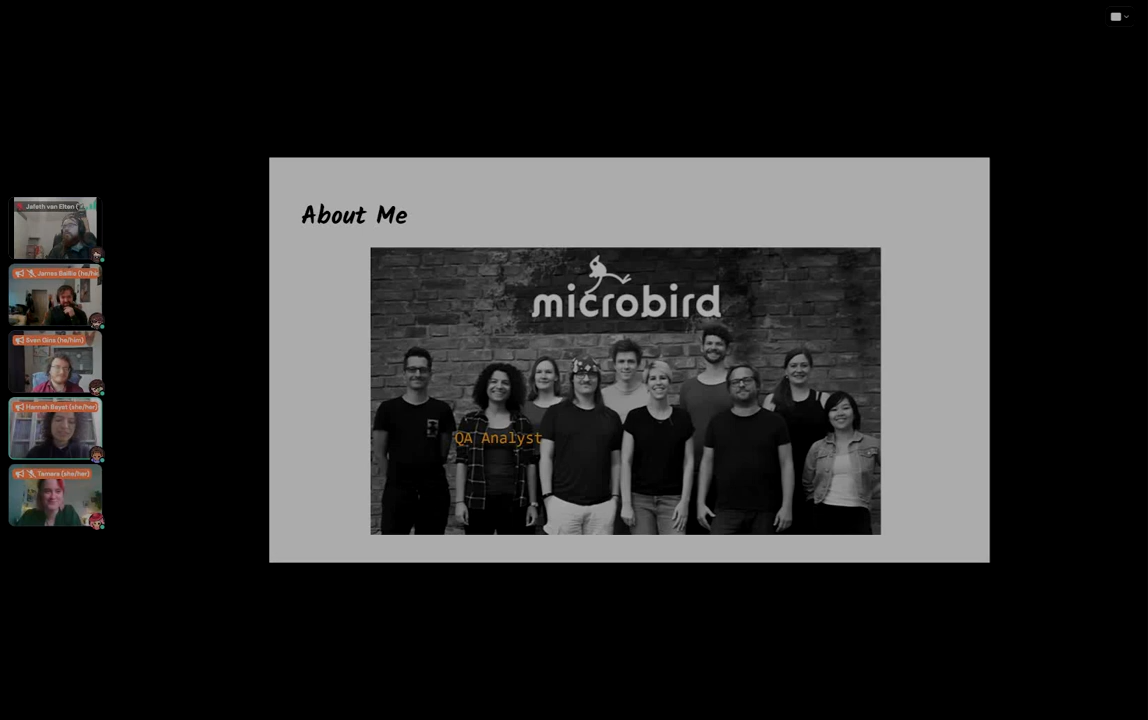 Jafeth van Elten (
James Baillie (he/hi
Sven Gins (he/him)
Hannah Bayat (she/her)
Tamara (she/her)
About Me
microbird
QA Analyst